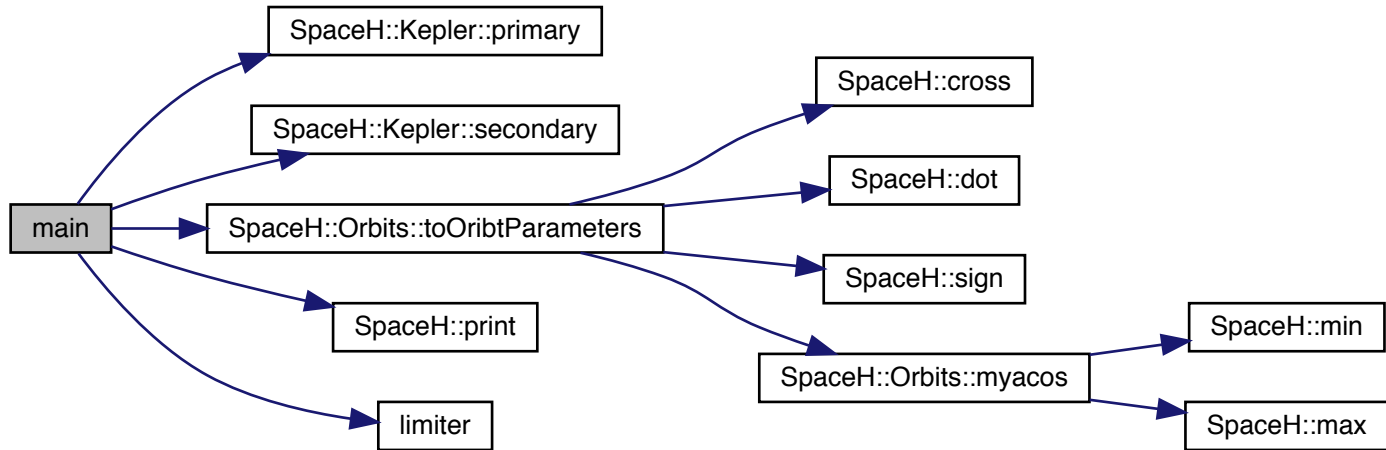 SpaceH::Kepler::primary
SpaceH::cross
SpaceH::Kepler::secondary
SpaceH::dot
main
SpaceH::Orbits::toOribtParameters
SpaceH::sign
SpaceH::print
SpaceH::min
SpaceH::Orbits::myacos
limiter
SpaceH::max